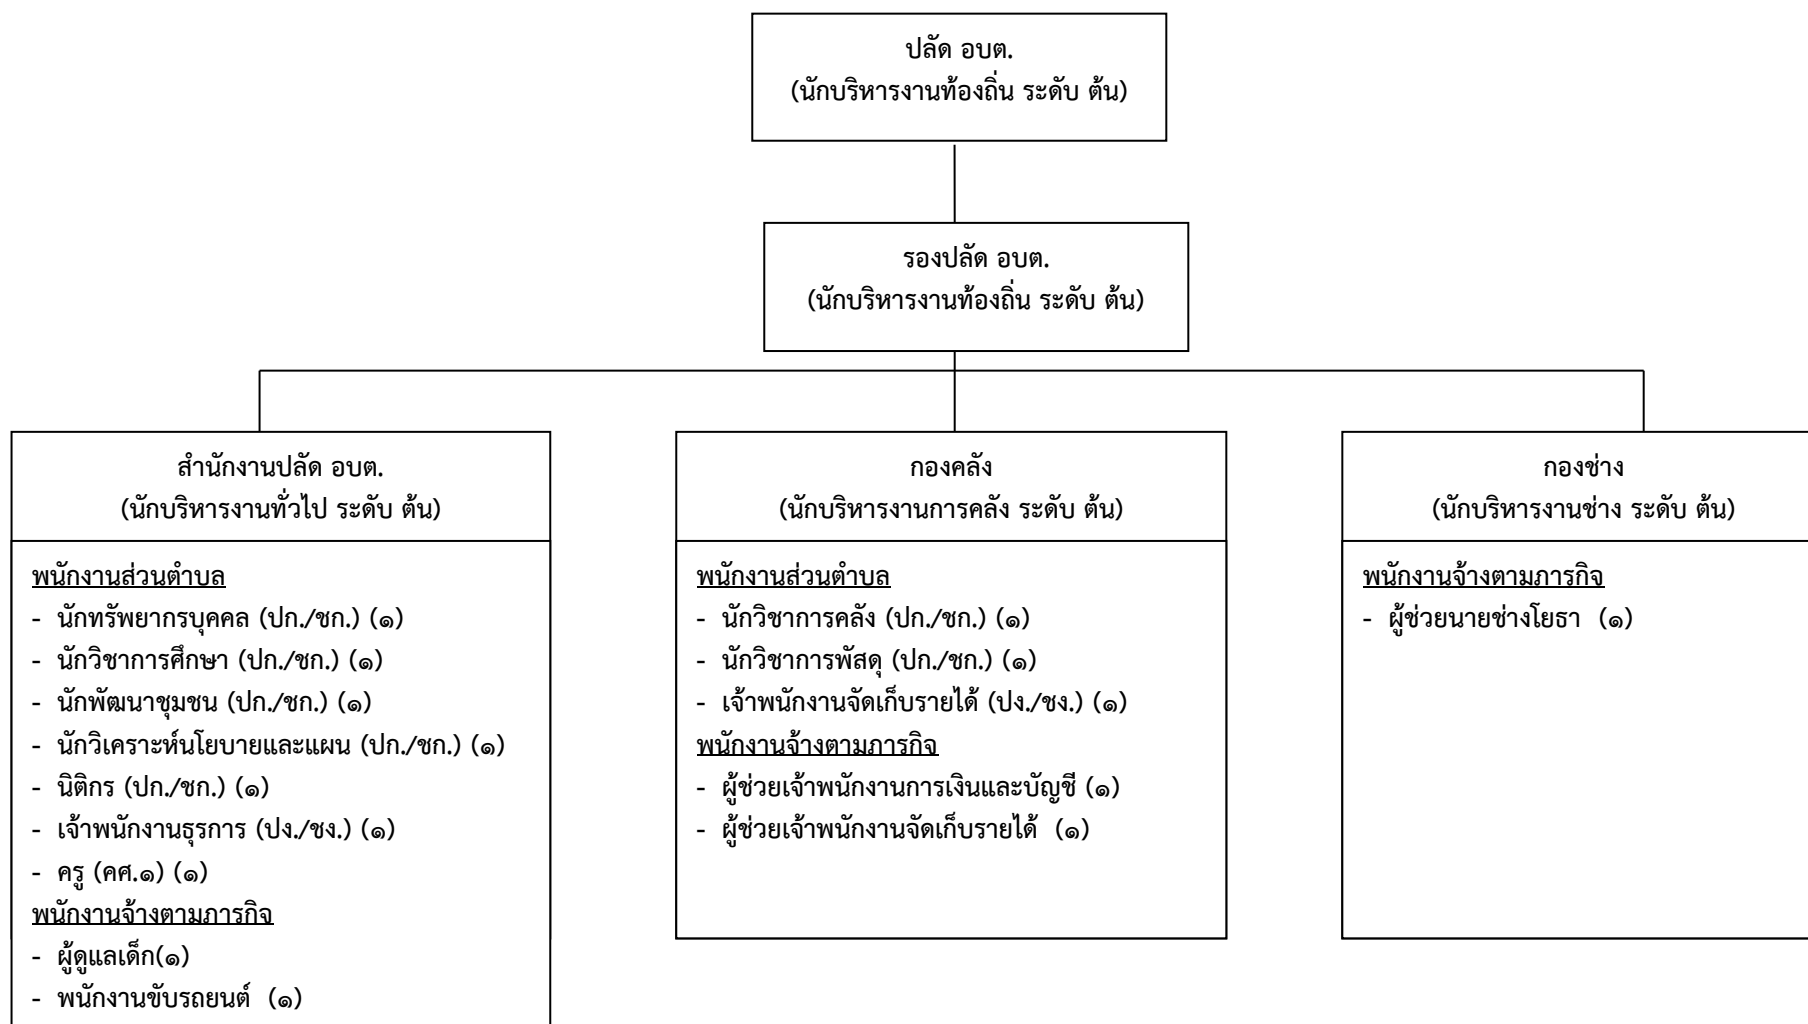 ปลัด อบต.
(นักบริหารงานท้องถิ่น ระดับ ต้น)
รองปลัด อบต.
(นักบริหารงานท้องถิ่น ระดับ ต้น)
สำนักงานปลัด อบต.
(นักบริหารงานทั่วไป ระดับ ต้น)
พนักงานส่วนตำบล
- นักทรัพยากรบุคคล (ปก./ชก.) (๑)
- นักวิชาการศึกษา (ปก./ชก.) (๑)
- นักพัฒนาชุมชน (ปก./ชก.) (๑)
- นักวิเคราะห์นโยบายและแผน (ปก./ชก.) (๑)
- นิติกร (ปก./ชก.) (๑)
- เจ้าพนักงานธุรการ (ปง./ชง.) (๑)
- ครู (คศ.๑) (๑)
พนักงานจ้างตามภารกิจ
- ผู้ดูแลเด็ก(๑)
- พนักงานขับรถยนต์ (๑)
กองคลัง
(นักบริหารงานการคลัง ระดับ ต้น)
พนักงานส่วนตำบล
- นักวิชาการคลัง (ปก./ชก.) (๑)
- นักวิชาการพัสดุ (ปก./ชก.) (๑)
- เจ้าพนักงานจัดเก็บรายได้ (ปง./ชง.) (๑)
พนักงานจ้างตามภารกิจ
- ผู้ช่วยเจ้าพนักงานการเงินและบัญชี (๑)
- ผู้ช่วยเจ้าพนักงานจัดเก็บรายได้ (๑)
กองช่าง
(นักบริหารงานช่าง ระดับ ต้น)
พนักงานจ้างตามภารกิจ
- ผู้ช่วยนายช่างโยธา (๑)